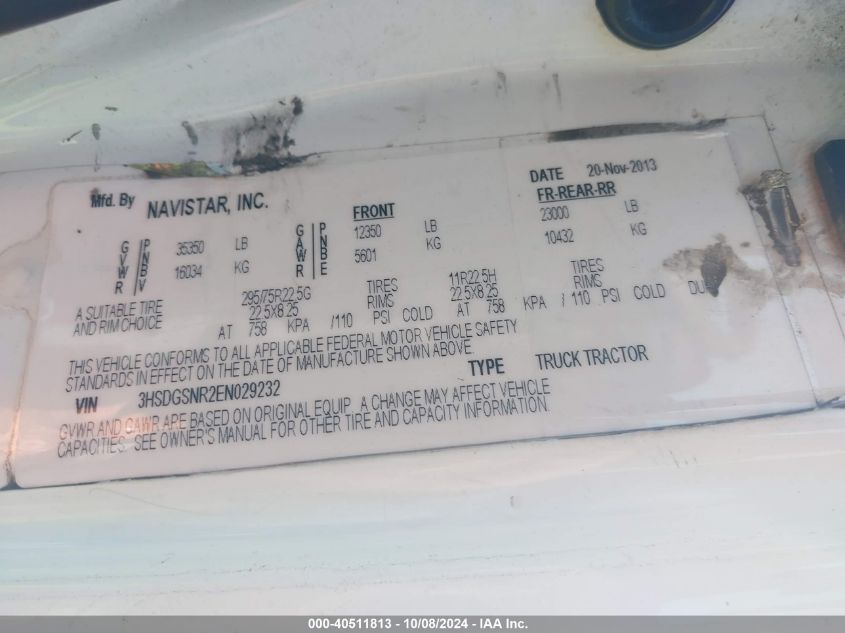 Mfd. By NAVISTAR, INC. FRONT DATE 20-Nov-2013
FR-REAR-RR
GVWR PNBV 35350 LB GAWR PNBE 12350 LB 23000 LB
16034 KG 5601 KG 10432 KG
A SUITABLE TIRE 295/75R22.5G TIRES 11R22.5H TIRES
AND RIM CHOICE 22.5X8.25 RIMS 22.5X8.25 RIMS
AT 758 KPA /110 PSI COLD AT 758 KPA / 110 PSI COLD
THIS VEHICLE CONFORMS TO ALL APPLICABLE FEDERAL MOTOR VEHICLE SAFETY
STANDARDS IN EFFECT ON THE DATE OF MANUFACTURE SHOWN ABOVE.
VIN 3HSDGSNR2EN029232 TYPE TRUCK TRACTOR
GVWR AND GAWR ARE BASED ON ORIGINAL EQUIP. A CHANGE MAY AFFECT VEHICLE
CAPACITIES. SEE OWNER'S MANUAL FOR OTHER TIRE AND CAPACITY INFORMATION.
000-40511813 - 10/08/2024 - IAA Inc.